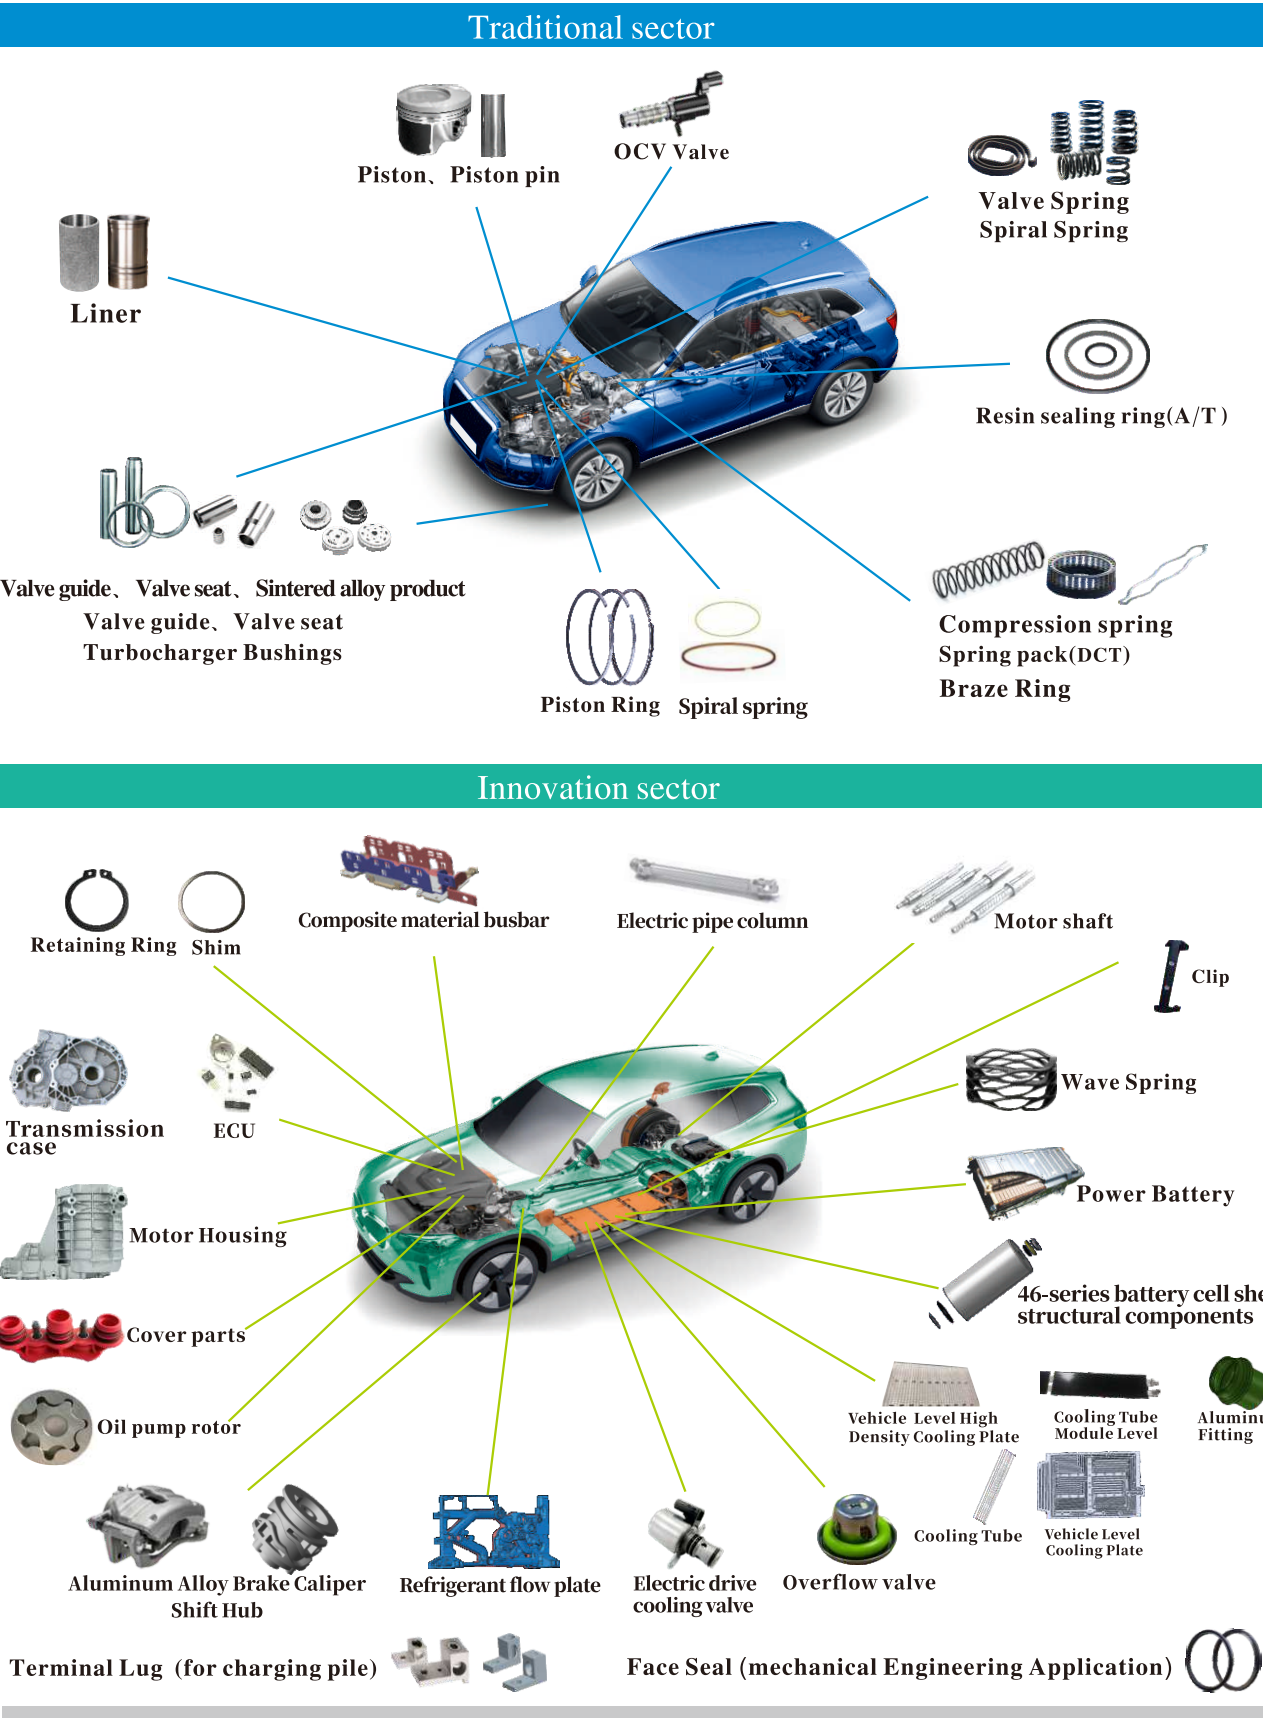 Traditional sector
OCV Valve
Piston、Piston pin
Valve Spring
Spiral Spring
Liner
Resin sealing ring(A/T)
Valve guide、Valve seat、Sintered alloy product
Valve guide、Valve seat
Turbocharger Bushings
Compression spring
Spring pack(DCT)
Braze Ring
Piston Ring
Spiral spring
Innovation sector
Composite material busbar
Electric pipe column
Motor shaft
Retaining Ring
Shim
Clip
Wave Spring
Transmission
case
ECU
Power Battery
Motor Housing
46-series battery cell she
structural components
Cover parts
Vehicle Level High
Density Cooling Plate
Cooling Tube
Module Level
Aluminu
Fitting
Oil pump rotor
Cooling Tube
Vehicle Level
Cooling Plate
Aluminum Alloy Brake Caliper
Shift Hub
Refrigerant flow plate
Electric drive
cooling valve
Overflow valve
Terminal Lug (for charging pile)
Face Seal (mechanical Engineering Application)